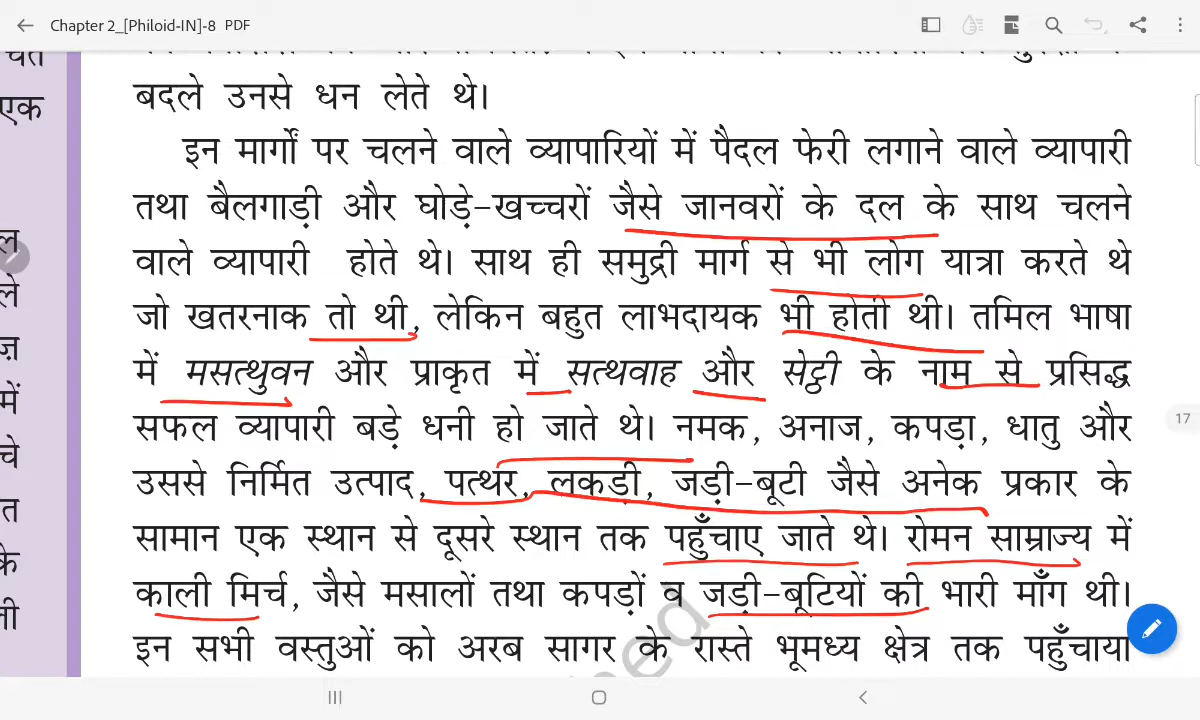 Chapter 2_[Philoid-IN]-8 PDF
चत
एक
ल
ले
ज़
में
चे
त
के
बदले उनसे धन लेते थे।
इन मार्गों पर चलने वाले व्यापारियों में पैदल फेरी लगाने वाले व्यापारी
तथा बैलगाड़ी और घोड़े-खच्चरों जैसे जानवरों के दल के साथ चलने
वाले व्यापारी होते थे। साथ ही समुद्री मार्ग से भी लोग यात्रा करते थे
जो खतरनाक तो थी, लेकिन बहुत लाभदायक भी होती थी। तमिल भाषा
में मसत्थुवन और प्राकृत में सत्थवाह और सेट्ठी के नाम से प्रसिद्ध
सफल व्यापारी बड़े धनी हो जाते थे। नमक, अनाज, कपड़ा, धातु और
उससे निर्मित उत्पाद, पत्थर, लकड़ी, जड़ी-बूटी जैसे अनेक प्रकार के
सामान एक स्थान से दूसरे स्थान तक पहुँचाए जाते थे। रोमन साम्राज्य में
काली मिर्च, जैसे मसालों तथा कपड़ों व जड़ी-बूटियों की भारी माँग थी।
इन सभी वस्तुओं को अरब सागर के रास्ते भूमध्य क्षेत्र तक पहुँचाया
17